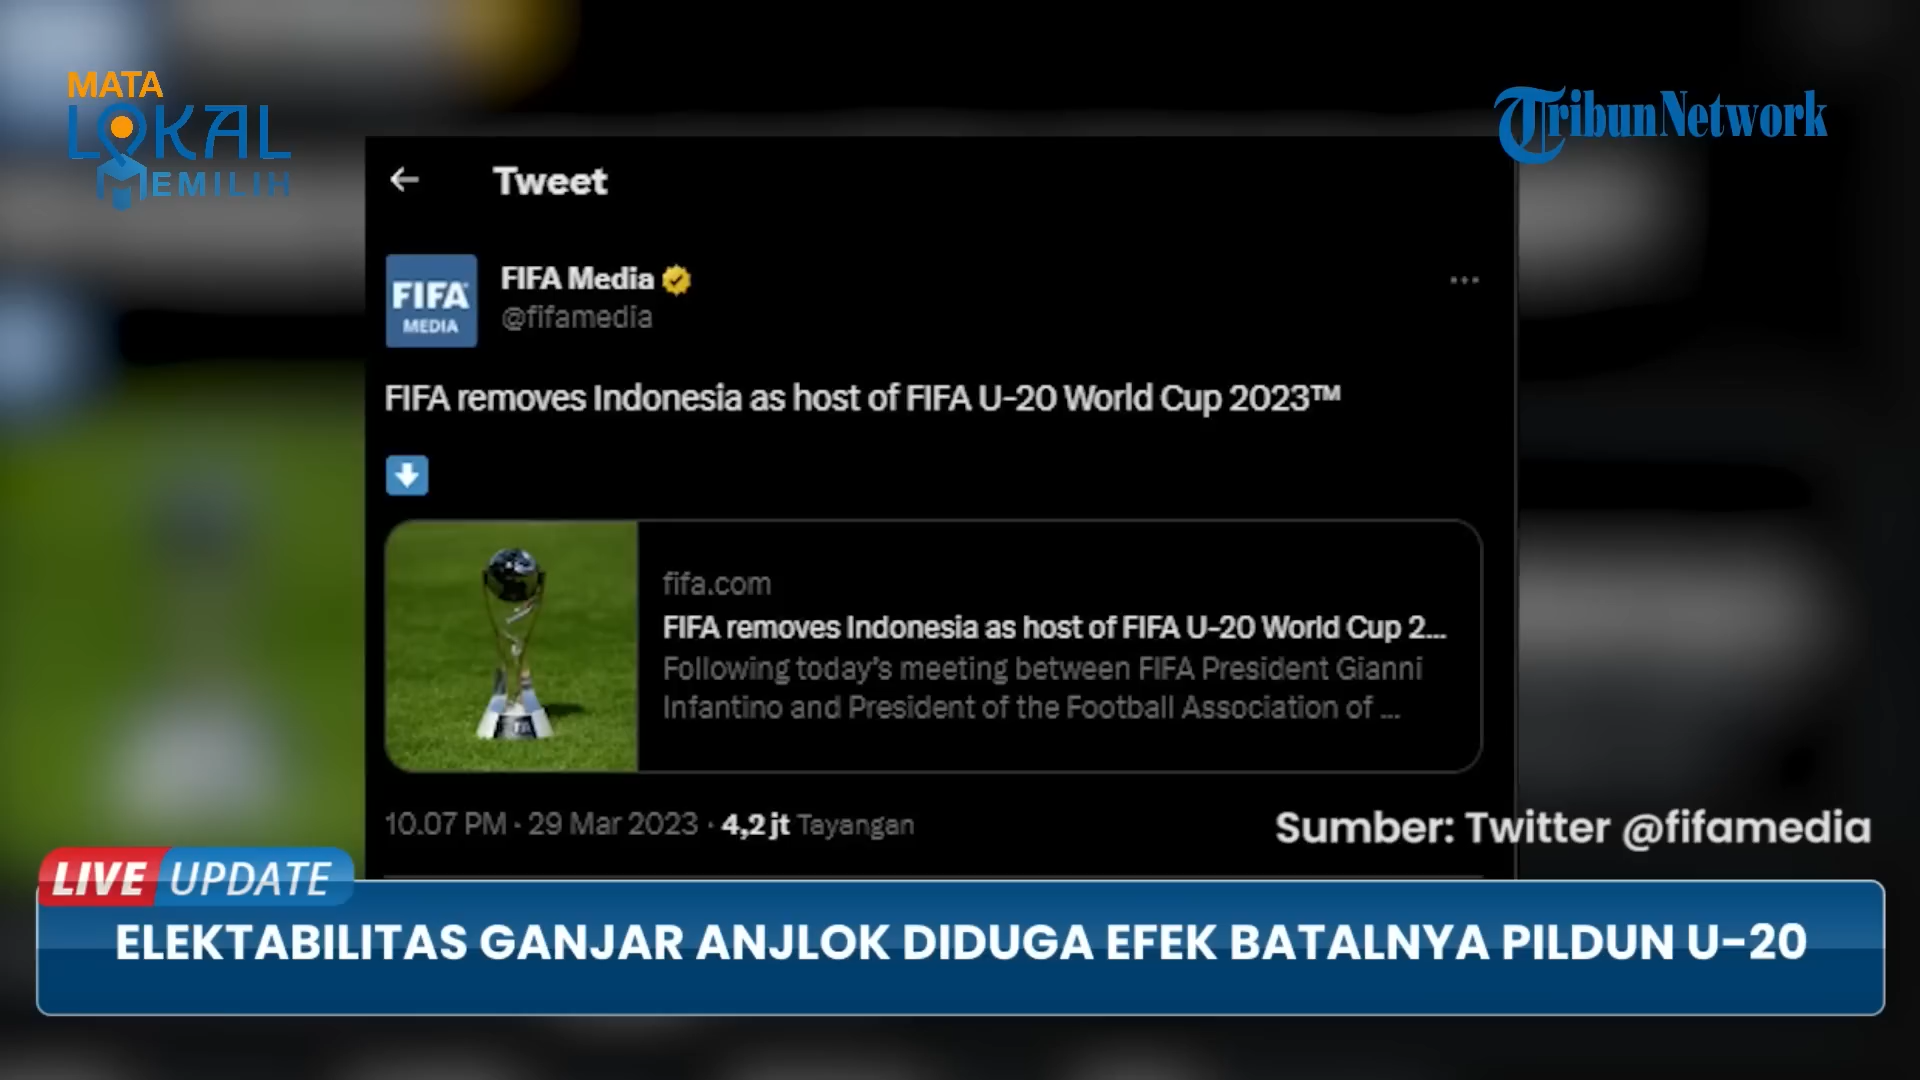 MATA
LOKAL
MEMILIH
TribunNetwork
Tweet
FIFA
MEDIA
FIFA Media
@fifamedia
FIFA removes Indonesia as host of FIFA U-20 World Cup 2023™
fifa.com
FIFA removes Indonesia as host of FIFA U-20 World Cup 2...
Following today's meeting between FIFA President Gianni
Infantino and President of the Football Association of ...
10.07 PM · 29 Mar 2023 · 4,2 jt Tayangan
Sumber: Twitter @fifamedia
LIVE UPDATE
ELEKTABILITAS GANJAR ANJLOK DIDUGA EFEK BATALNYA PILDUN U-20